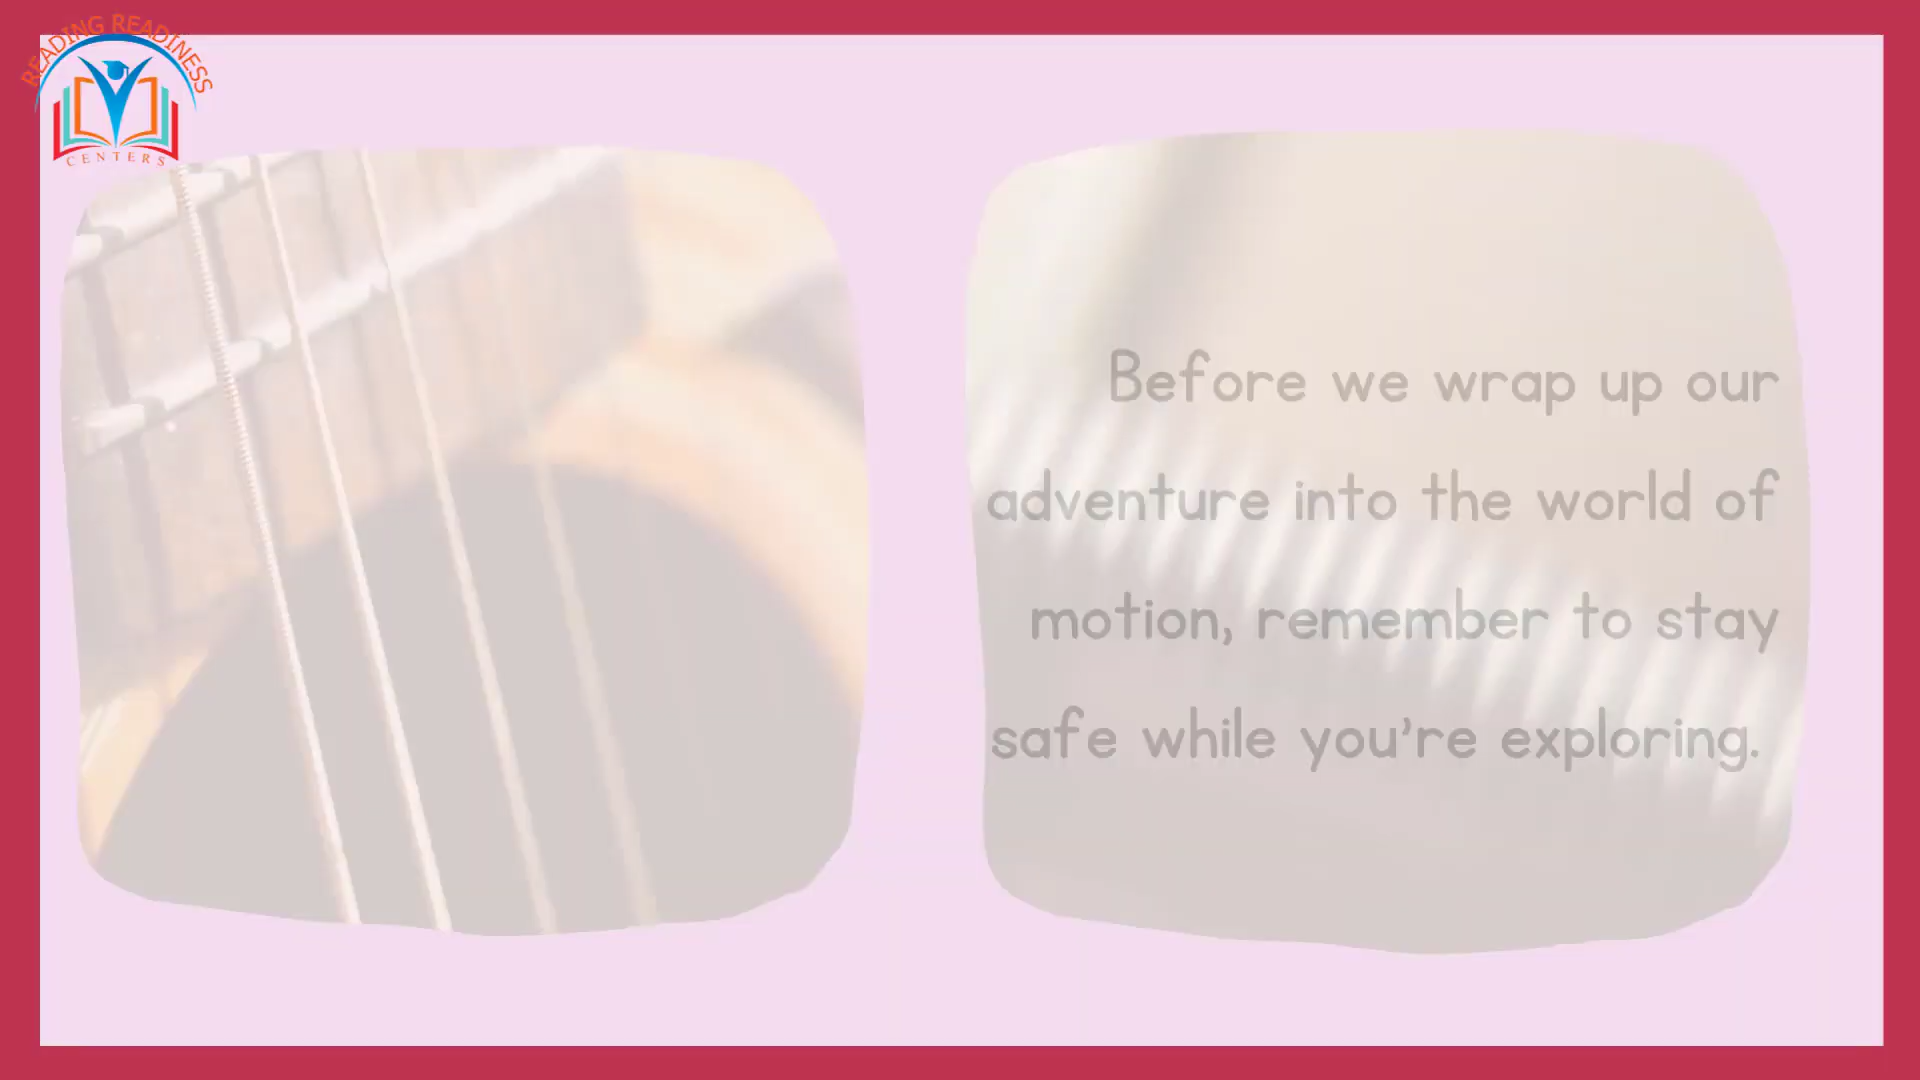 READING READINESS
CENTERS
Before we wrap up our
adventure into the world of
motion, remember to stay
safe while you're exploring.